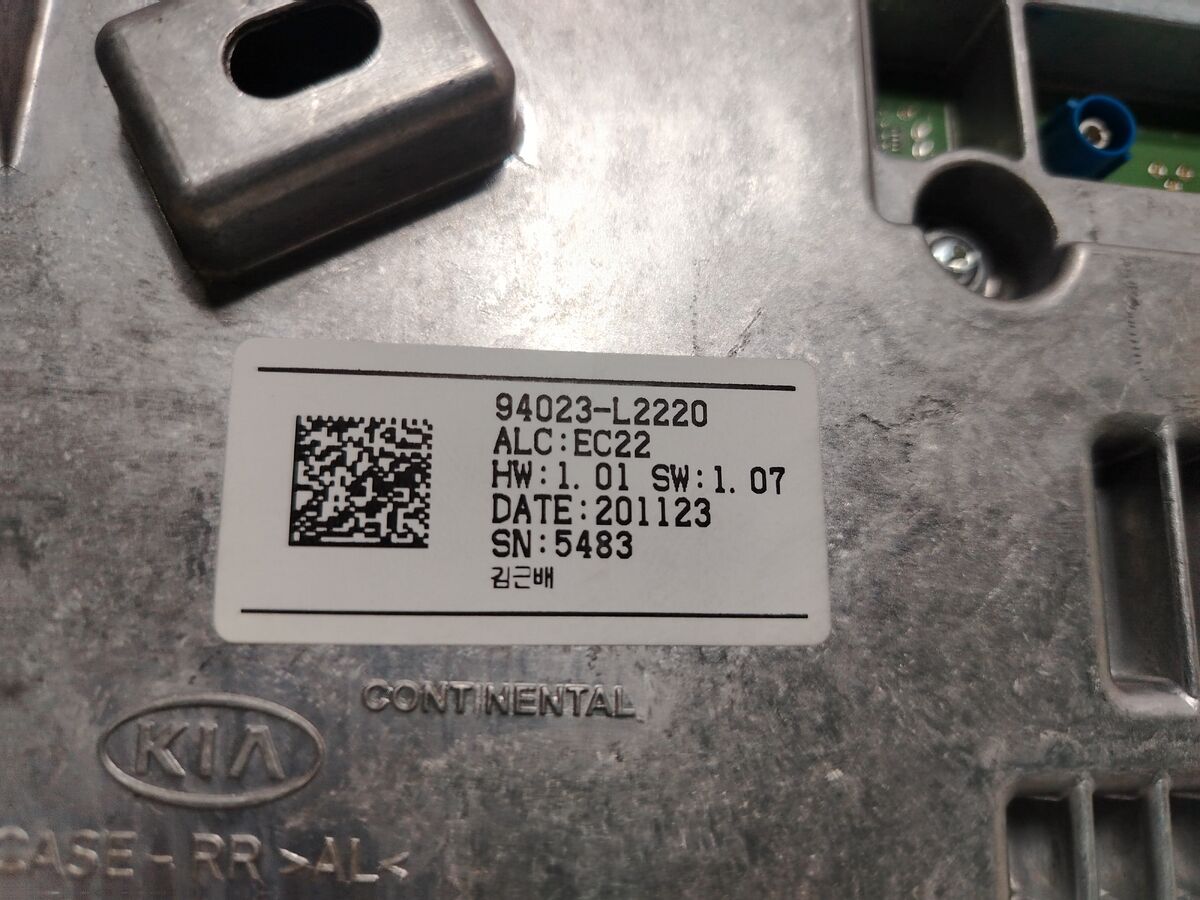 94023-L2220
ALC:EC22
HW:1.01 SW:1.07
DATE:201123
SN:5483
김근배
CONTINENTAL
KIA
CASE-RR >AL<